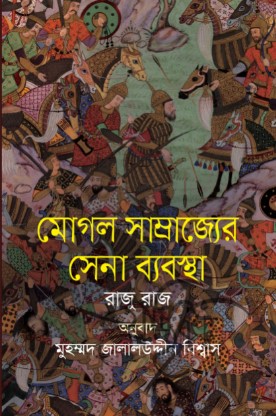 মোগল সাম্রাজ্যের
সেনা ব্যবস্থা
রাজু রাজ
অনুবাদ
মুহম্মদ জালালউদ্দীন বিশ্বাস